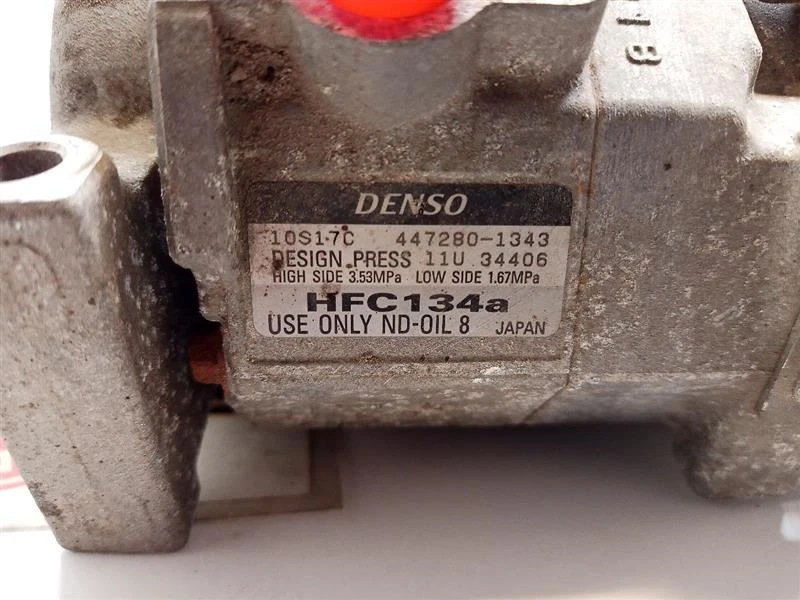 DENSO
10S17C 447280-1343
DESIGN PRESS 11U 34406
HIGH SIDE 3.53MPa LOW SIDE 1.67MPa
HFC134a
USE ONLY ND-OIL 8 JAPAN